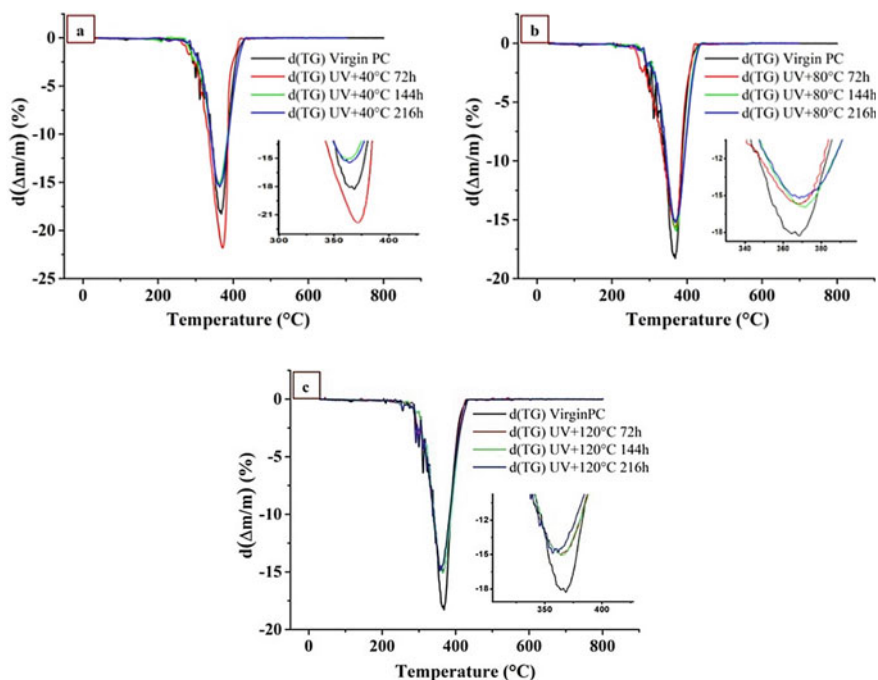 a
d(TG) Virgin PC
d(TG) UV+40°C 72h
d(TG) UV+40°C 144h
d(TG) UV+40°C 216h
0
-5
-10
-15
-20
-25
d(Δm/m) (%)
-15
-18
-21
300
350
400
0
200
400
600
800
Temperature (°C)
b
d(TG) Virgin PC
d(TG) UV+80°C 72h
d(TG) UV+80°C 144h
d(TG) UV+80°C 216h
0
-5
-10
-15
-20
d(Δm/m) (%)
-12
-15
-18
340
360
380
0
200
400
600
800
Temperature (°C)
c
d(TG) VirginPC
d(TG) UV+120°C 72h
d(TG) UV+120°C 144h
d(TG) UV+120°C 216h
0
-5
-10
-15
-20
d(Δm/m) (%)
-12
-15
-18
350
400
0
200
400
600
800
Temperature (°C)